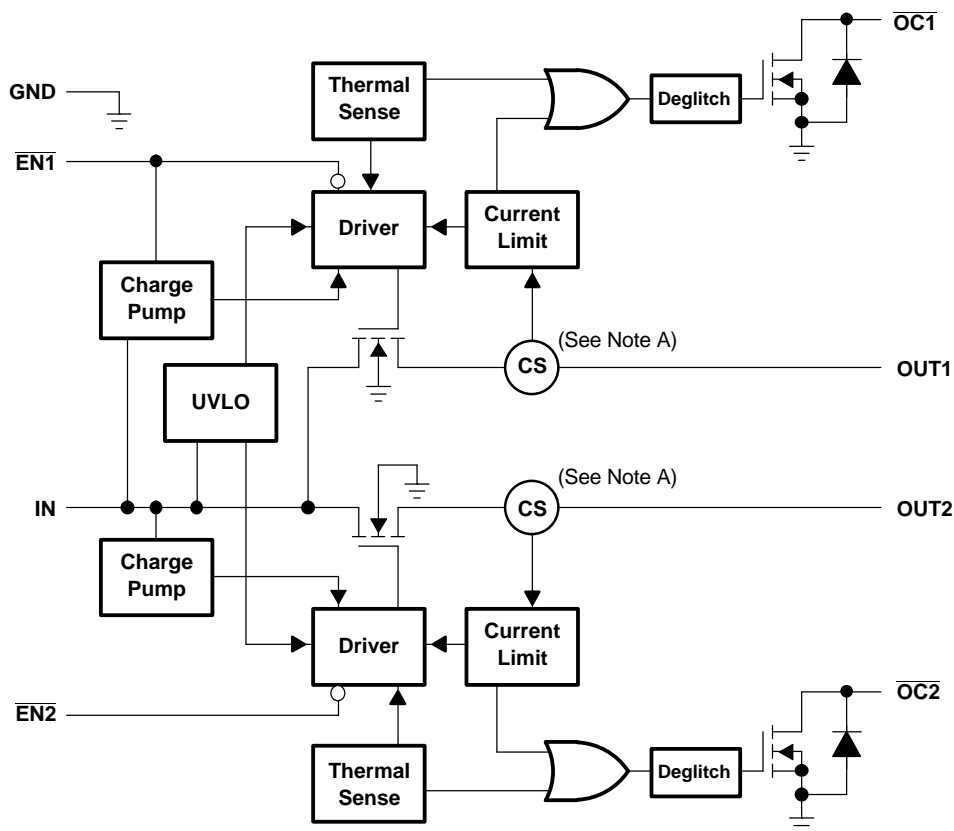 OC1
GND
Thermal
Sense
Deglitch
EN1
Driver
Current
Limit
Charge
Pump
(See Note A)
CS
OUT1
UVLO
(See Note A)
IN
CS
OUT2
Charge
Pump
Driver
Current
Limit
EN2
OC2
Thermal
Sense
Deglitch